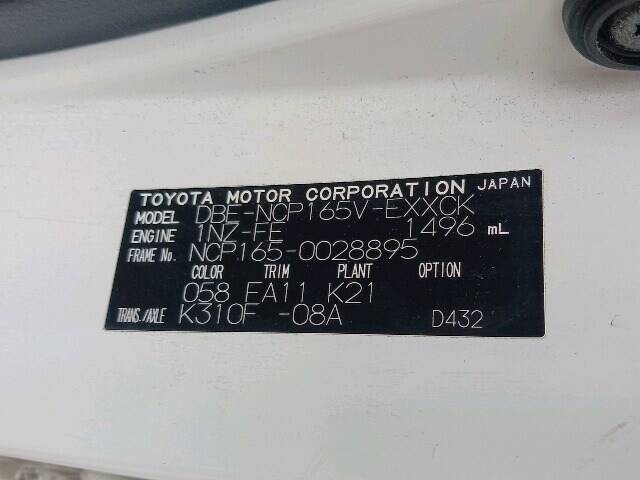 TOYOTA MOTOR CORPORATION JAPAN
MODEL DBE-NCP165V-EXXCK
ENGINE 1NZ-FE 1496 mL
FRAME No. NCP165-0028895
COLOR TRIM PLANT OPTION
058 EA11 K21
TRANS./AXLE K310F -08A D432